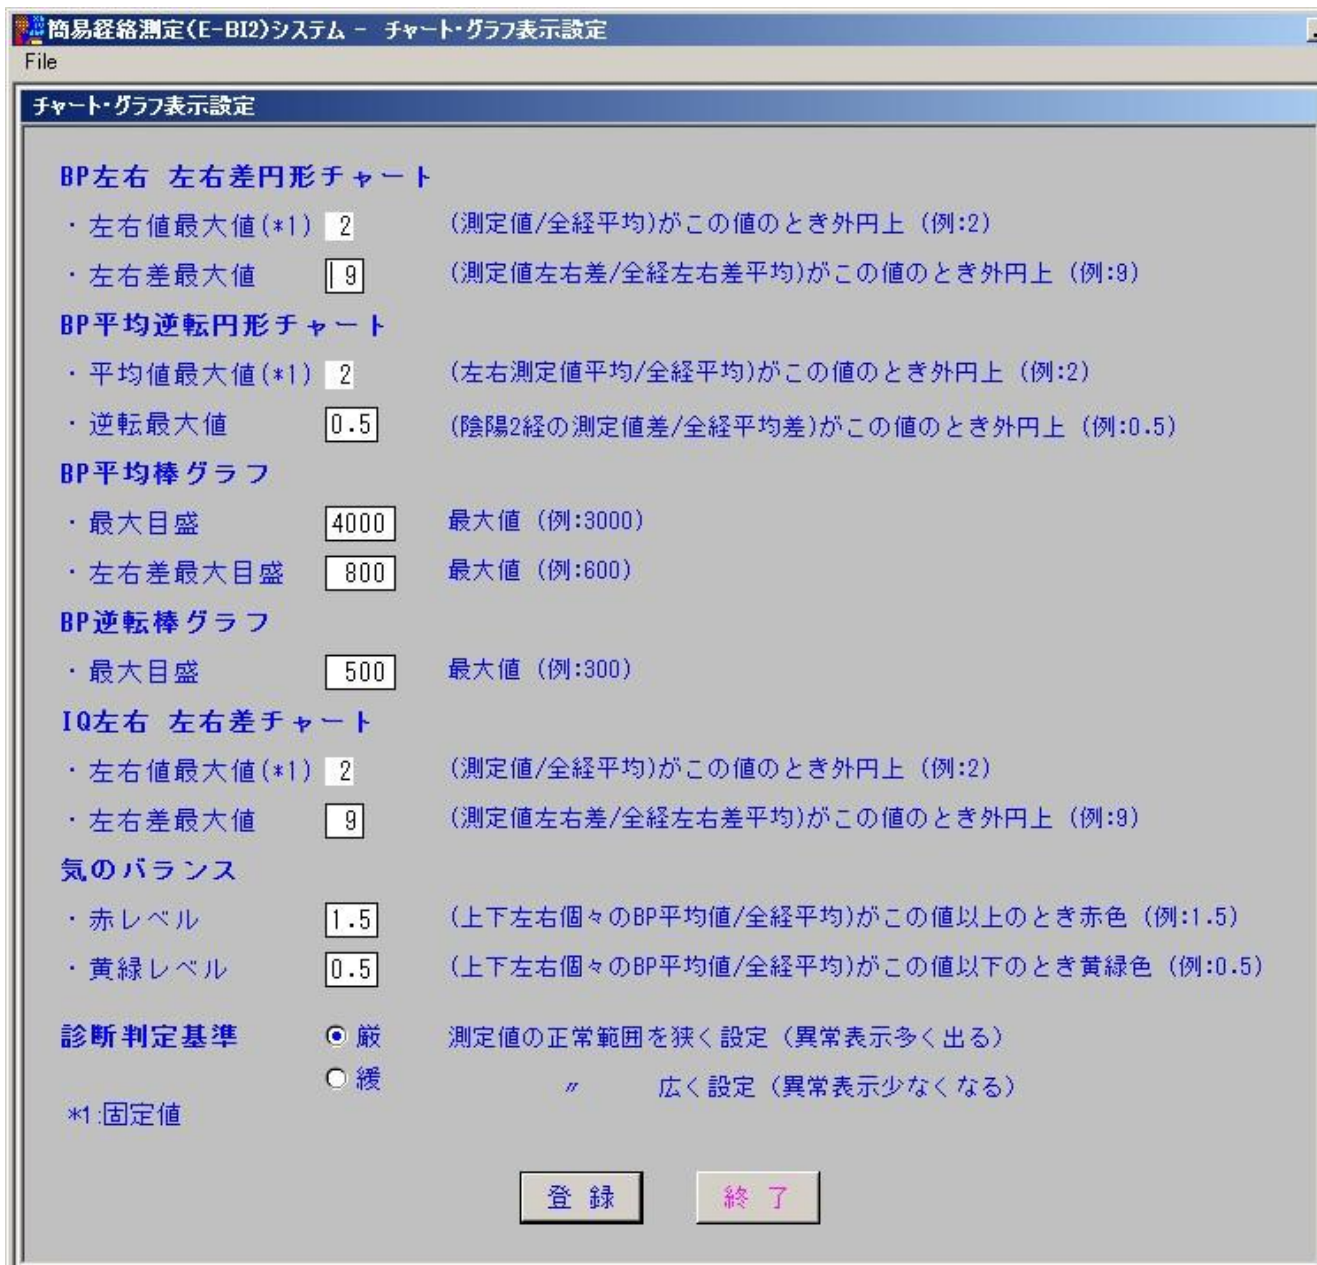 簡易経絡測定(E-BI2)システム - チャート・グラフ表示設定
File
チャート・グラフ表示設定
BP左右 左右差円形チャート
・左右値最大値(*1) 2 (測定値/全経平均)がこの値のとき外円上 (例:2)
・左右差最大値 9 (測定値左右差/全経左右差平均)がこの値のとき外円上 (例:9)
BP平均逆転円形チャート
・平均値最大値(*1) 2 (左右測定値平均/全経平均)がこの値のとき外円上 (例:2)
・逆転最大値 0.5 (陰陽2経の測定値差/全経平均差)がこの値のとき外円上 (例:0.5)
BP平均棒グラフ
・最大目盛 4000 最大値 (例:3000)
・左右差最大目盛 800 最大値 (例:600)
BP逆転棒グラフ
・最大目盛 500 最大値 (例:300)
IQ左右 左右差チャート
・左右値最大値(*1) 2 (測定値/全経平均)がこの値のとき外円上 (例:2)
・左右差最大値 9 (測定値左右差/全経左右差平均)がこの値のとき外円上 (例:9)
気のバランス
・赤レベル 1.5 (上下左右個々のBP平均値/全経平均)がこの値以上のとき赤色 (例:1.5)
・黄緑レベル 0.5 (上下左右個々のBP平均値/全経平均)がこの値以下のとき黄緑色 (例:0.5)
診断判定基準 厳 測定値の正常範囲を狭く設定 (異常表示多く出る)
緩 〃 広く設定 (異常表示少なくなる)
*1:固定値
登 録 終 了